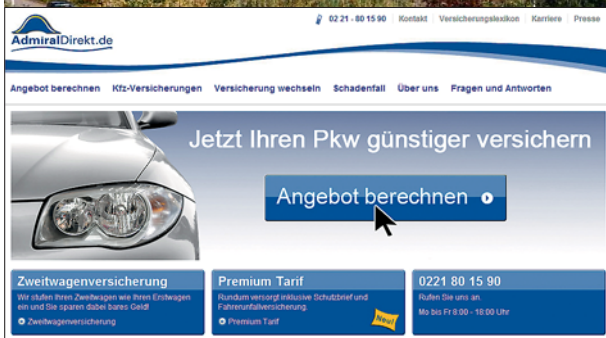 02 21 - 80 15 90 Kontakt Versicherungslexikon Karriere Presse
AdmiralDirekt.de
Angebot berechnen Kfz-Versicherungen Versicherung wechseln Schadenfall Über uns Fragen und Antworten
Jetzt Ihren Pkw günstiger versichern
Angebot berechnen
Zweitwagenversicherung
Wir stufen Ihren Zweitwagen wie Ihren Erstwagen
ein und Sie sparen dabei bares Geld!
Zweitwagenversicherung
Premium Tarif
Rundum versorgt inklusive Schutzbrief und
Fahrerunfallversicherung.
Premium Tarif
Neu!
0221 80 15 90
Rufen Sie uns an.
Mo bis Fr 8:00 - 18:00 Uhr